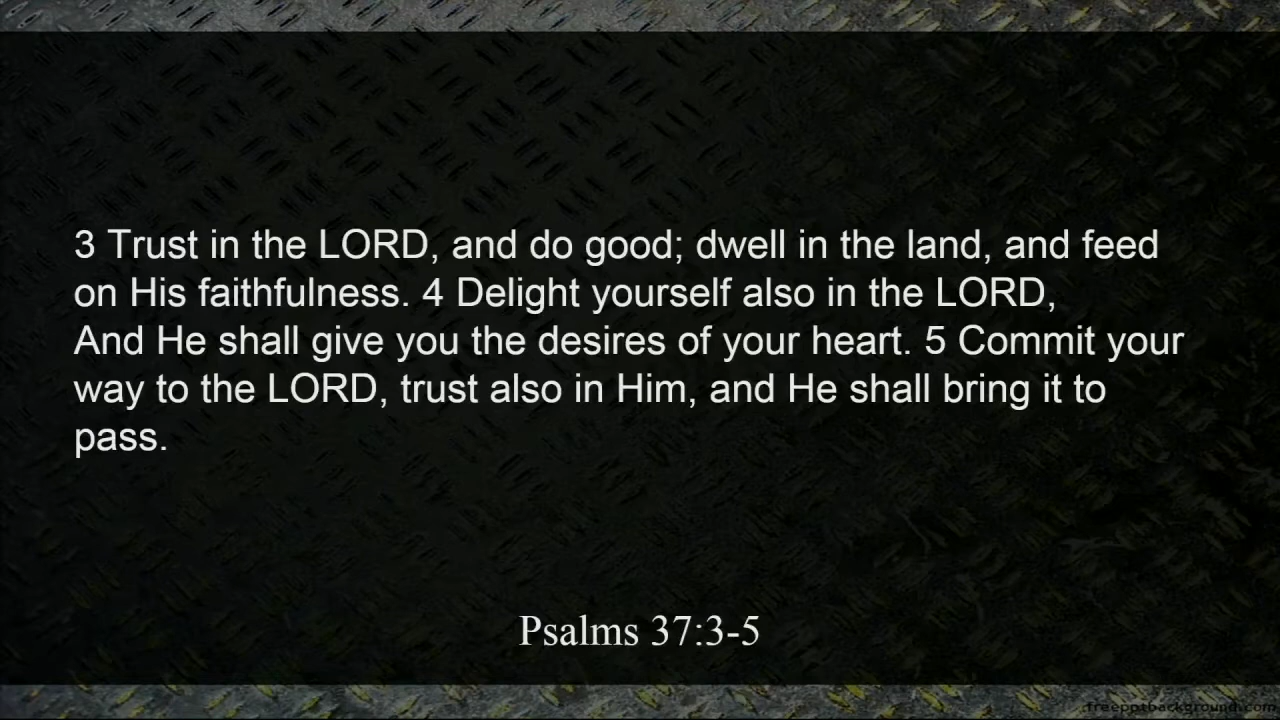 3 Trust in the LORD, and do good; dwell in the land, and feed
on His faithfulness. 4 Delight yourself also in the LORD,
And He shall give you the desires of your heart. 5 Commit your
way to the LORD, trust also in Him, and He shall bring it to
pass.
Psalms 37:3-5
freepptbackground.com